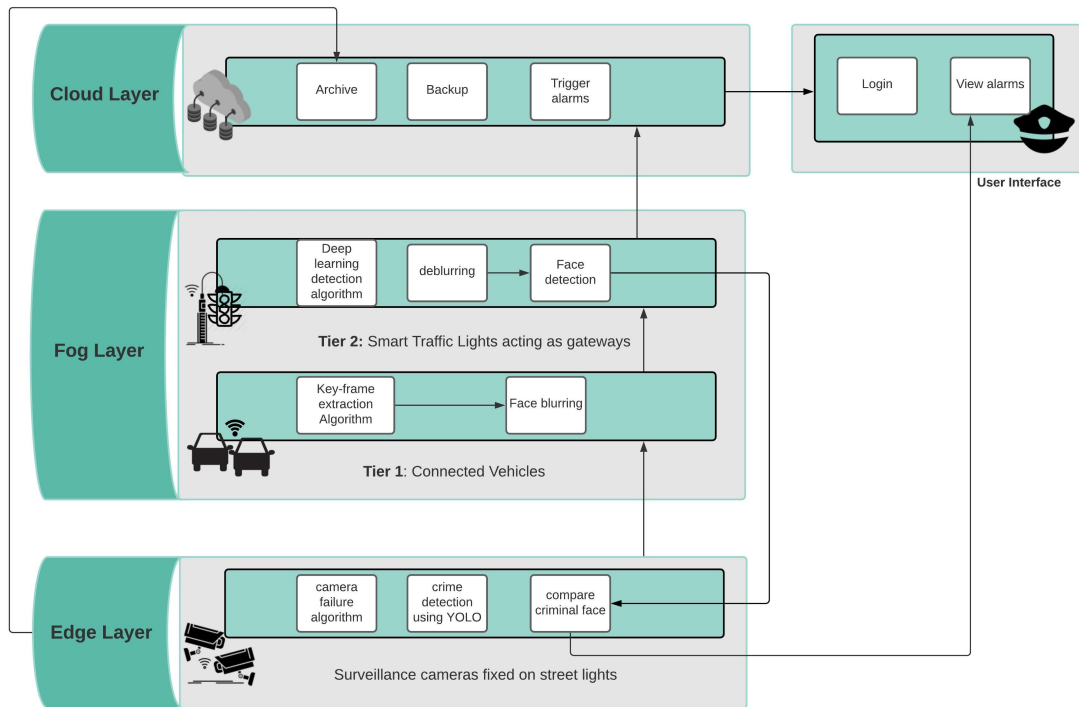 Cloud Layer
Archive
Backup
Trigger
alarms
Login
View alarms
User Interface
Fog Layer
Deep
learning
detection
algorithm
deblurring
Face
detection
Tier 2: Smart Traffic Lights acting as gateways
Key-frame
extraction
Algorithm
Face blurring
Tier 1: Connected Vehicles
Edge Layer
camera
failure
algorithm
crime
detection
using YOLO
compare
criminal face
Surveillance cameras fixed on street lights